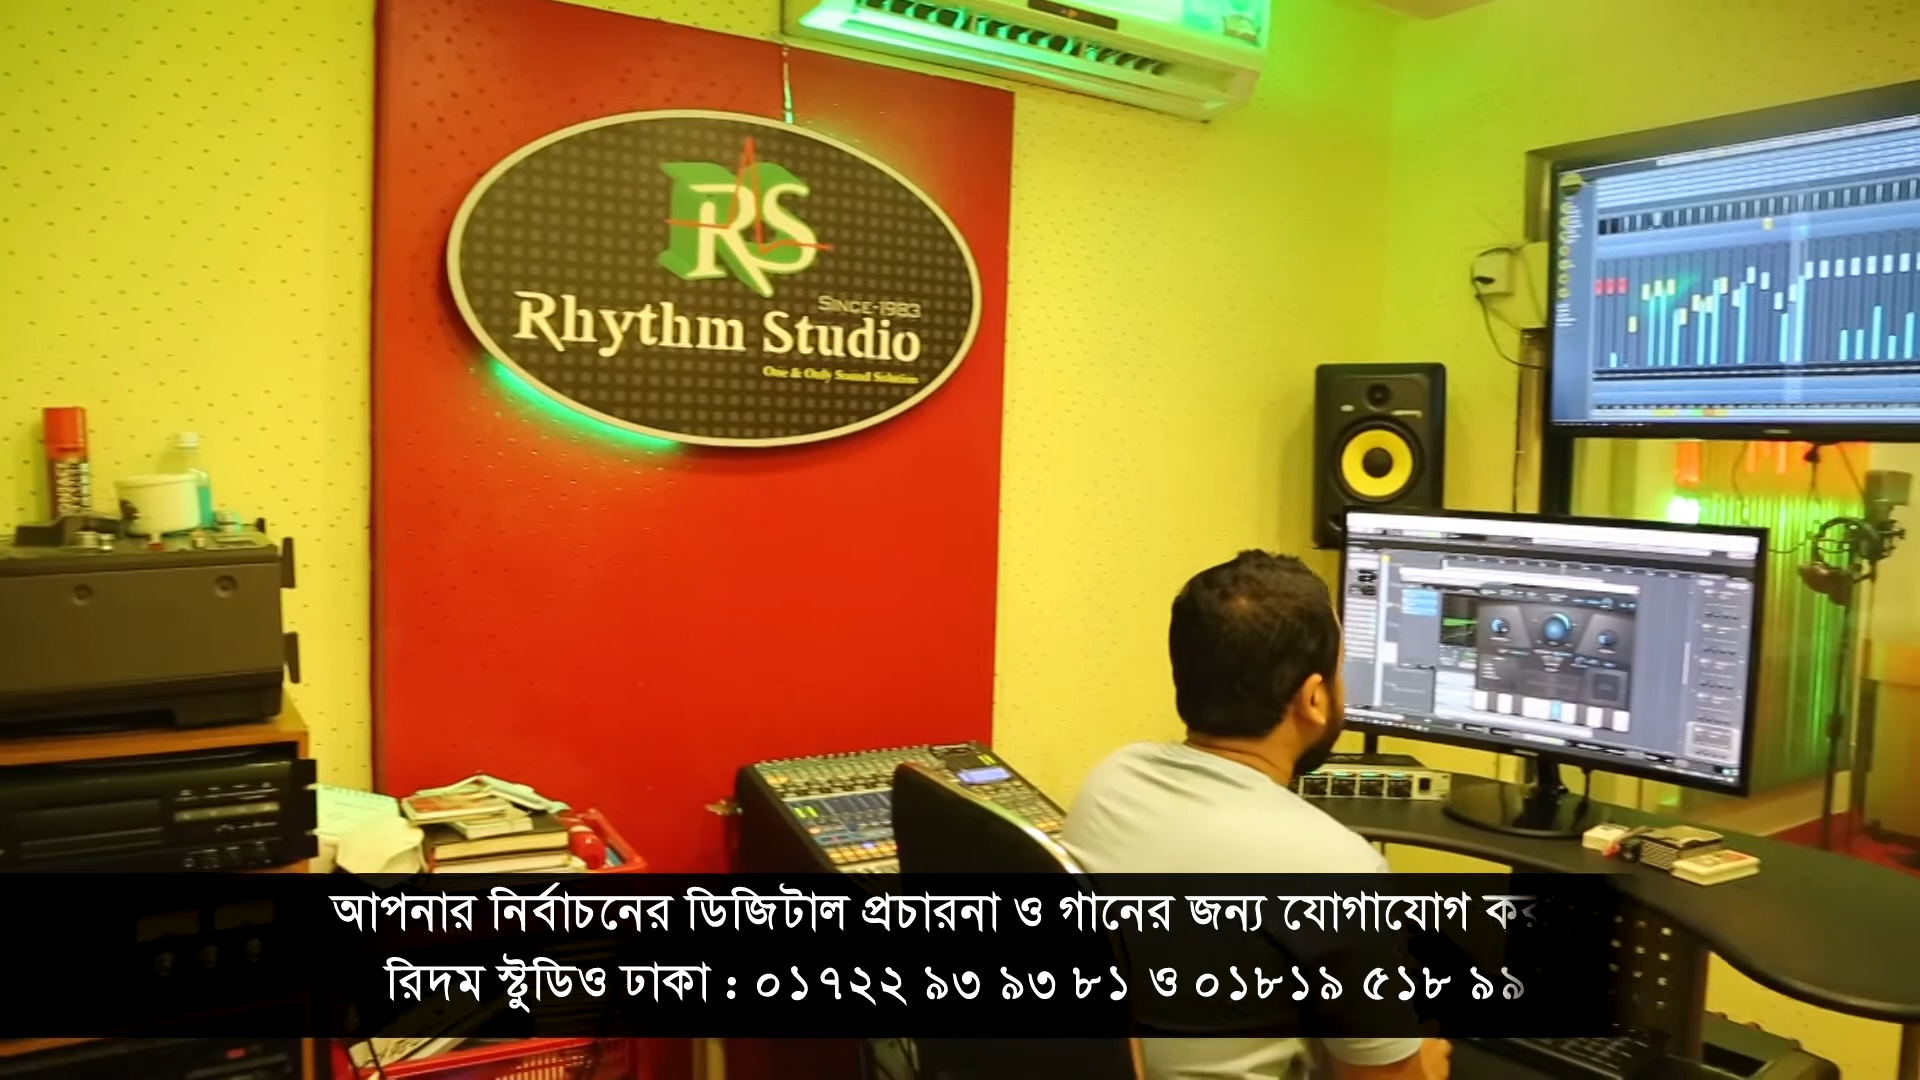 RS
SINCE-1983
Rhythm Studio
One & Only Sound Solution
আপনার নির্বাচনের ডিজিটাল প্রচারনা ও গানের জন্য যোগাযোগ
রিদম স্টুডিও ঢাকা : ০১৭২২ ৯৩ ৯৩ ৮১ ও ০১৮১৯ ৫১৮ ৯৯